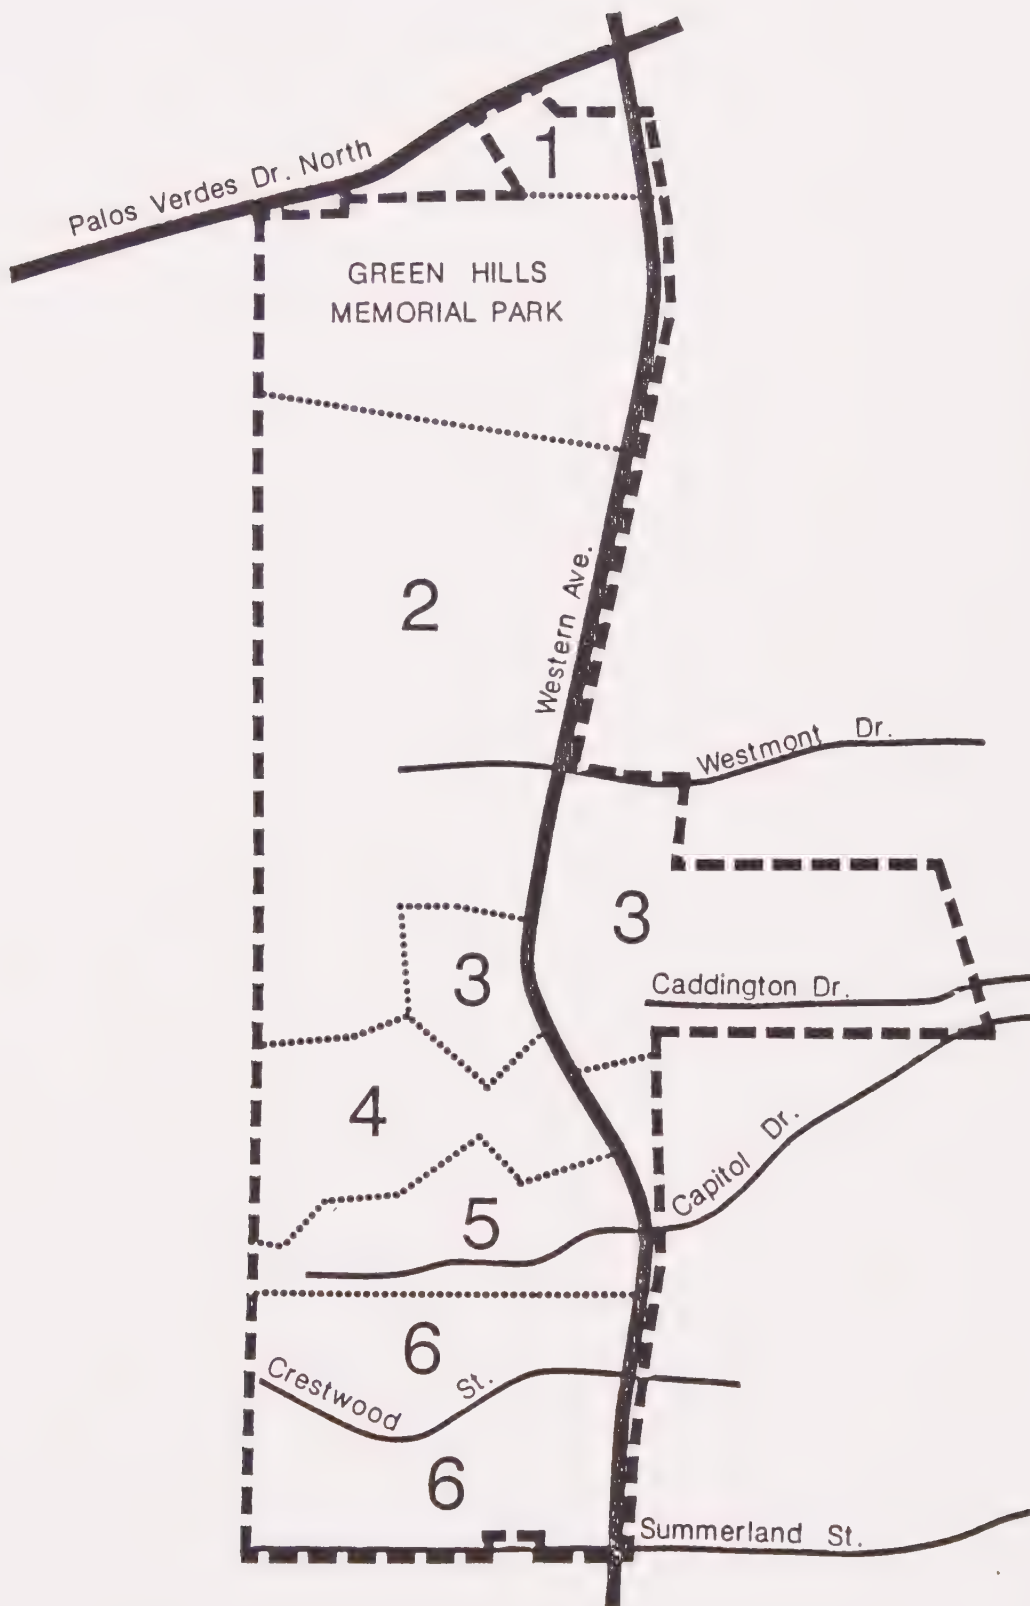 1
Palos Verdes Dr. North
GREEN HILLS
MEMORIAL PARK
2
Western Ave.
Westmont Dr.
3
3
Caddington Dr.
4
Capitol Dr.
5
6
Crestwood St.
6
Summerland St.